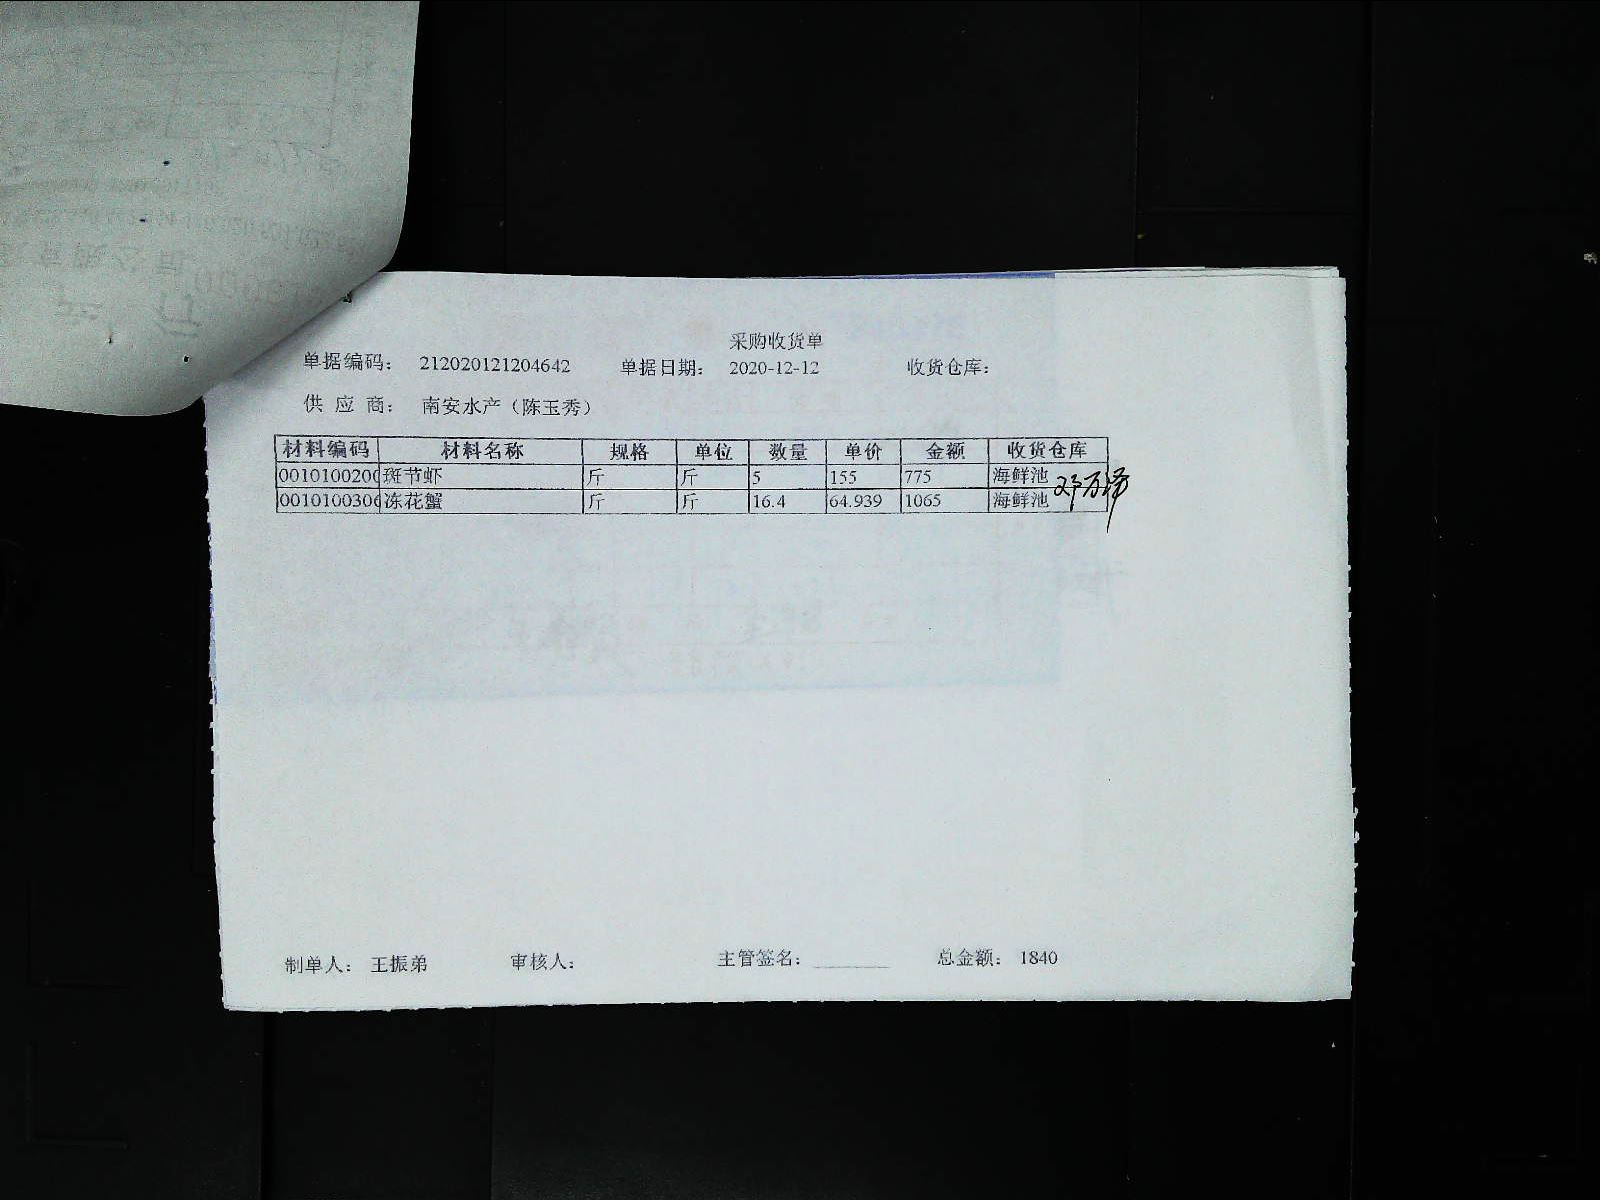 采购收货单
单据编码： 212020121204642 单据日期： 2020-12-12 收货仓库：
供 应 商： 南安水产（陈玉秀）
材料编码 材料名称 规格 单位 数量 单价 金额 收货仓库
0010100200 斑节虾 斤 斤 5 155 775 海鲜池
0010100306 冻花蟹 斤 斤 16.4 64.939 1065 海鲜池
制单人： 王振弟 审核人： 主管签名： ________ 总金额： 1840